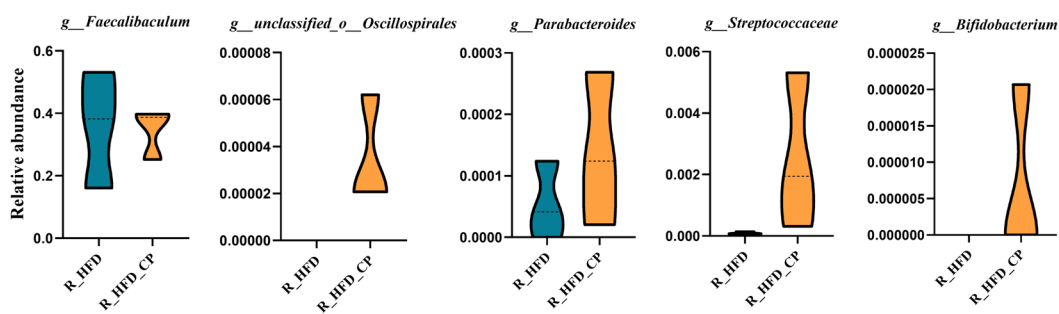 g__Faecalibaculum
g__unclassified_o__Oscillospirales
g__Parabacteroides
g__Streptococcaceae
g__Bifidobacterium
Relative abundance
0.6
0.4
0.2
0.0
R_HFD
R_HFD_CP
0.00008
0.00006
0.00004
0.00002
0.00000
R_HFD
R_HFD_CP
0.0003
0.0002
0.0001
0.0000
R_HFD
R_HFD_CP
0.006
0.004
0.002
0.000
R_HFD
R_HFD_CP
0.000025
0.000020
0.000015
0.000010
0.000005
0.000000
R_HFD
R_HFD_CP